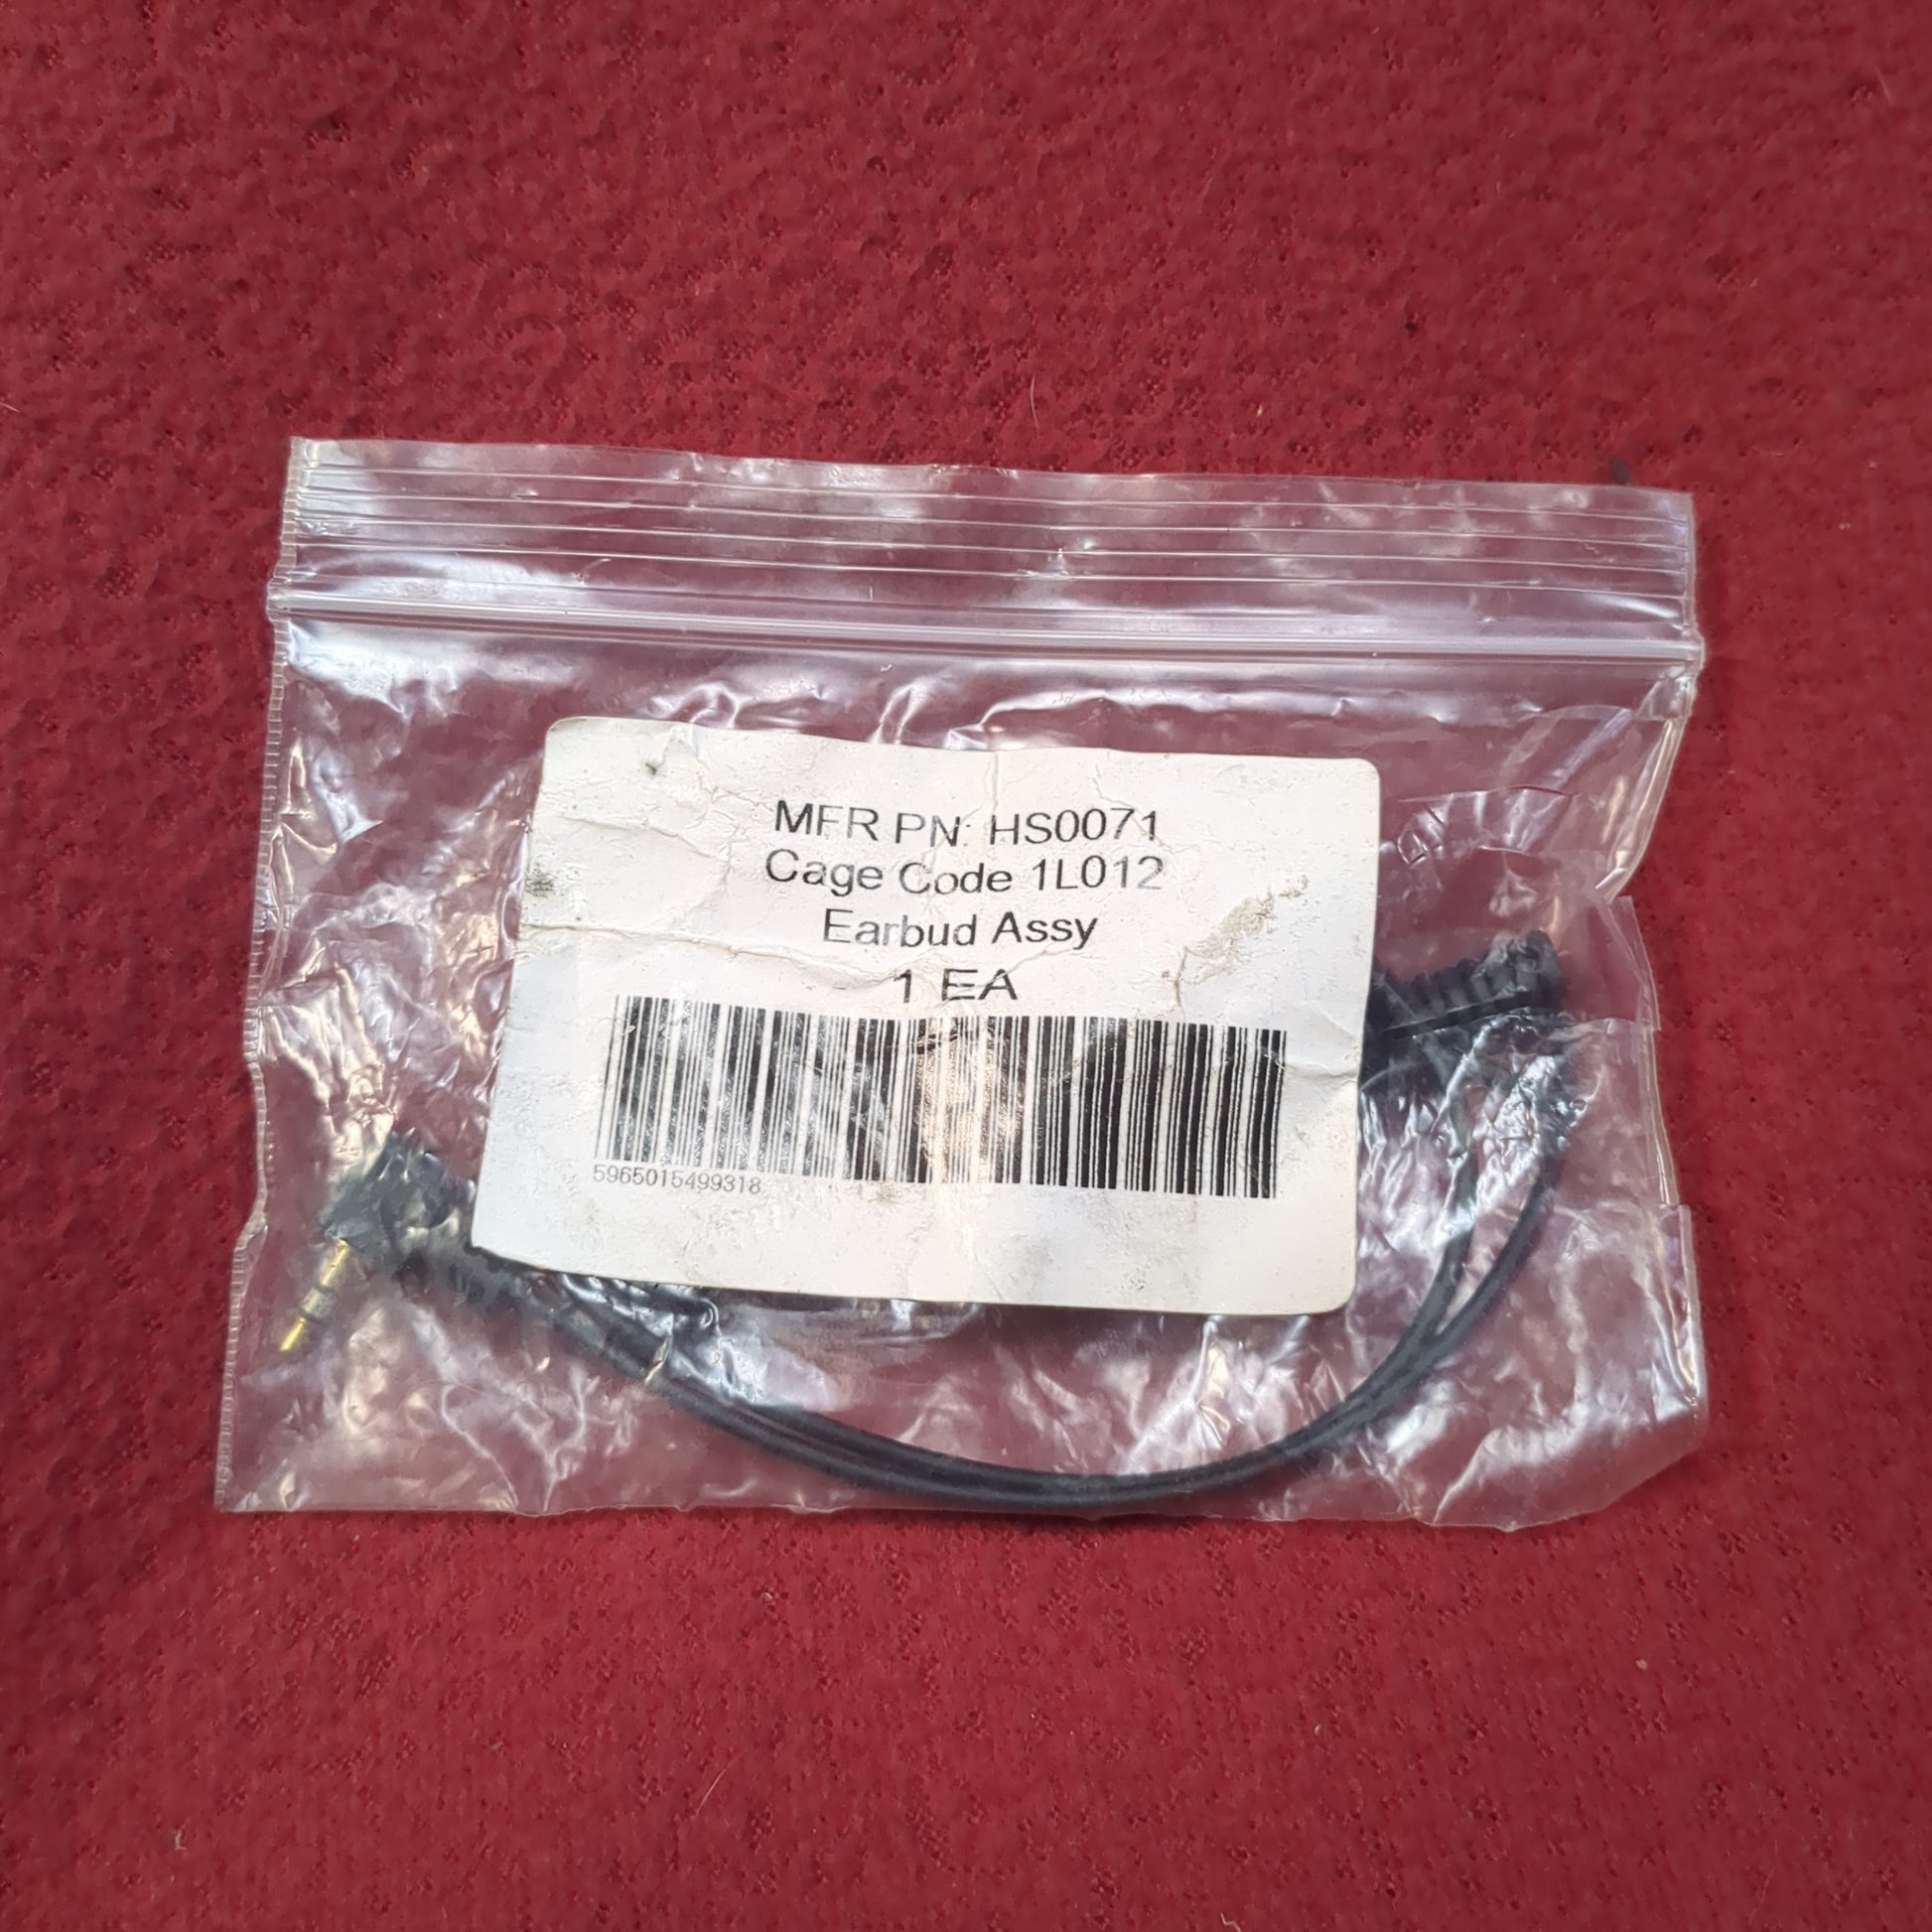 MFR PN: HS0071
Cage Code 1L012
Earbud Assy
1 EA
5965015499318